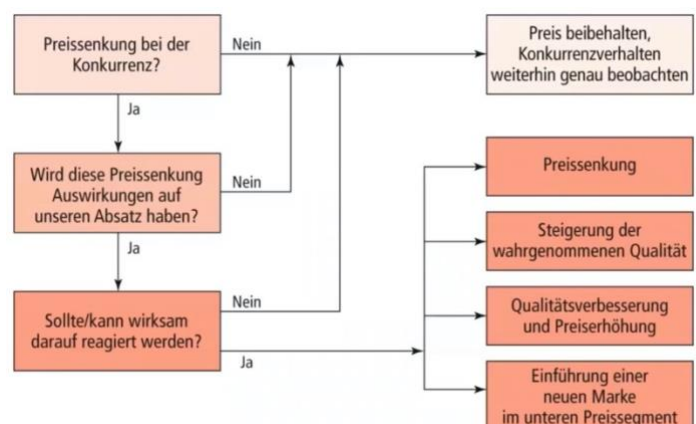 Preissenkung bei der
Konkurrenz?
Nein
Preis beibehalten,
Konkurrenzverhalten
weiterhin genau beobachten
Ja
Wird diese Preissenkung
Auswirkungen auf
unseren Absatz haben?
Nein
Ja
Sollte/kann wirksam
darauf reagiert werden?
Nein
Ja
Preissenkung
Steigerung der
wahrgenommenen Qualität
Qualitätsverbesserung
und Preiserhöhung
Einführung einer
neuen Marke
im unteren Preissegment